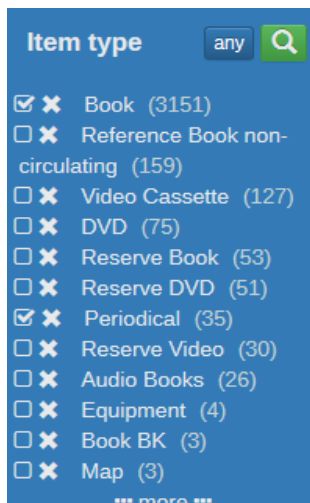 Item type any
Book (3151)
Reference Book non-
circulating (159)
Video Cassette (127)
DVD (75)
Reserve Book (53)
Reserve DVD (51)
Periodical (35)
Reserve Video (30)
Audio Books (26)
Equipment (4)
Book BK (3)
Map (3)
more